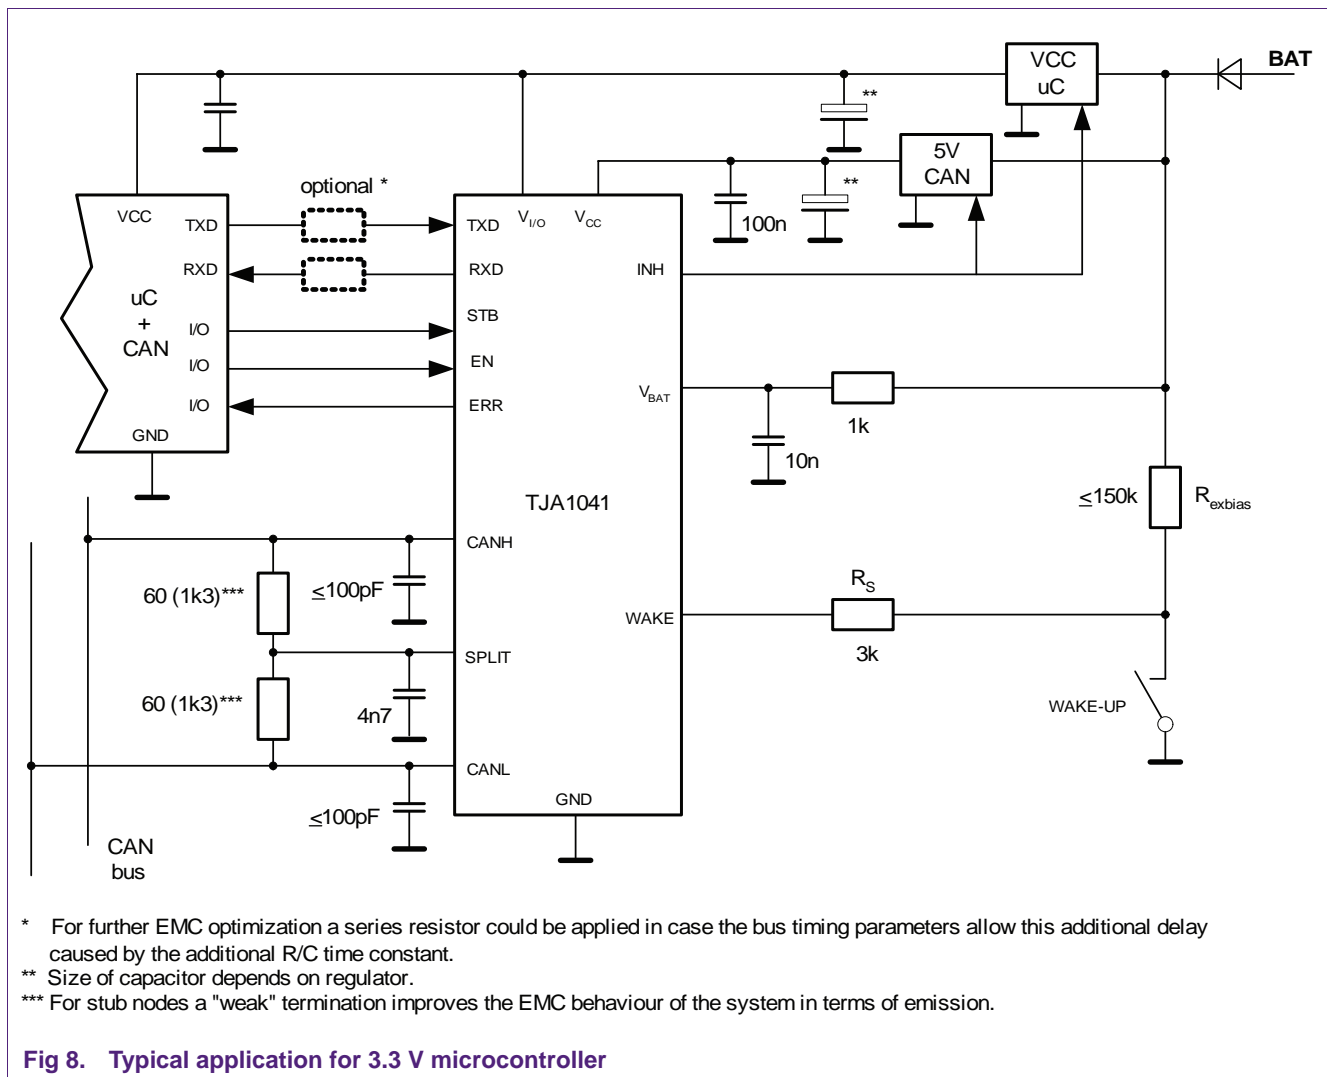 BAT
VCC
uC
**
5V
CAN
**
100n
optional *
VCC
TXD
RXD
uC
+
CAN
I/O
I/O
I/O
GND
TXD
V I/O
V CC
RXD
INH
STB
EN
V BAT
ERR
1k
10n
TJA1041
≤150k
R exbias
CANH
60 (1k3)***
≤100pF
R S
WAKE
3k
SPLIT
60 (1k3)***
4n7
WAKE-UP
CANL
≤100pF
GND
CAN
bus
* For further EMC optimization a series resistor could be applied in case the bus timing parameters allow this additional delay
caused by the additional R/C time constant.
** Size of capacitor depends on regulator.
*** For stub nodes a "weak" termination improves the EMC behaviour of the system in terms of emission.
Fig 8. Typical application for 3.3 V microcontroller